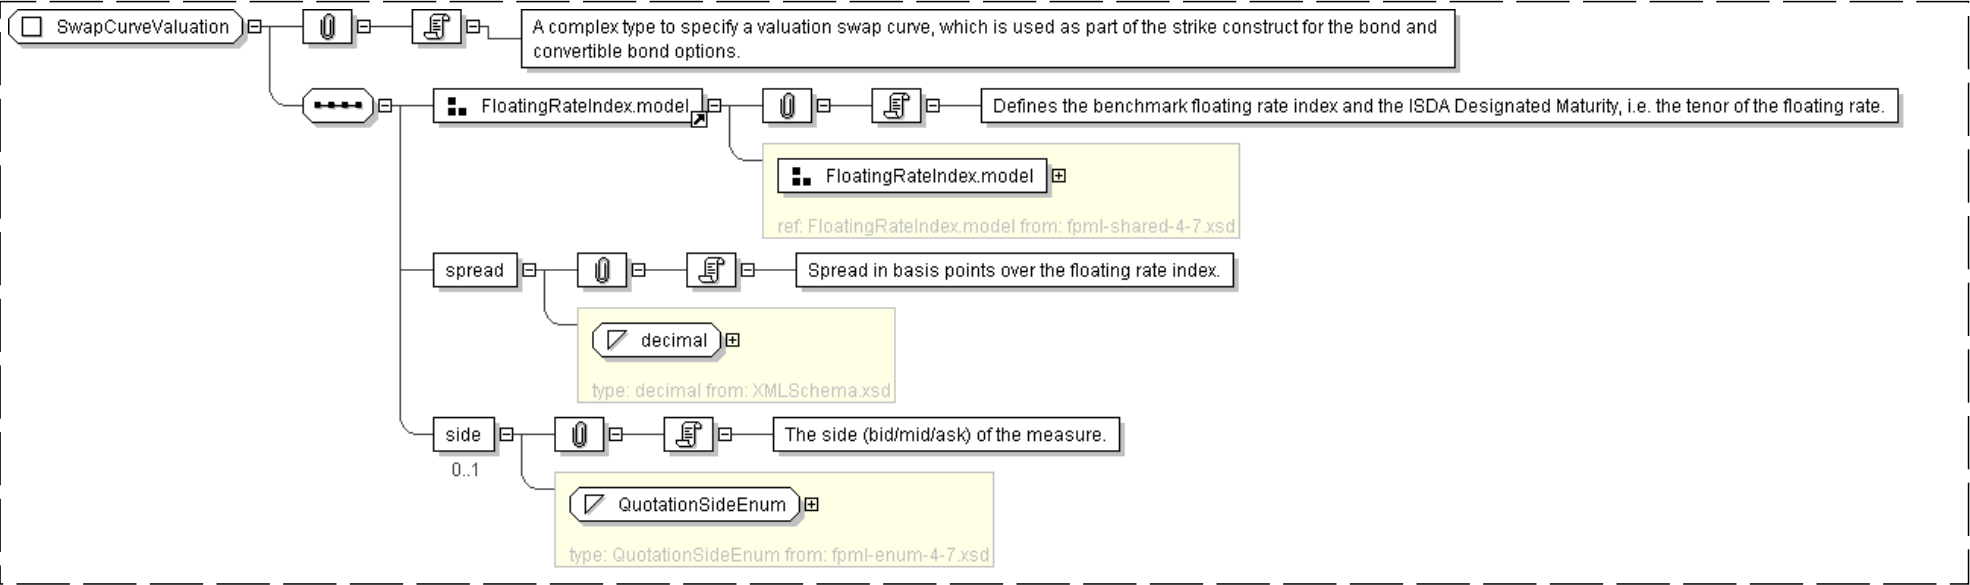 SwapCurveValuation
A complex type to specify a valuation swap curve, which is used as part of the strike construct for the bond and
convertible bond options.
FloatingRateIndex.model
Defines the benchmark floating rate index and the ISDA Designated Maturity, i.e. the tenor of the floating rate.
FloatingRateIndex.model
ref: FloatingRateIndex.model from: fpml-shared-4-7.xsd
spread
Spread in basis points over the floating rate index.
decimal
type: decimal from: XMLSchema.xsd
side
The side (bid/mid/ask) of the measure.
0..1
QuotationSideEnum
type: QuotationSideEnum from: fpml-enum-4-7.xsd